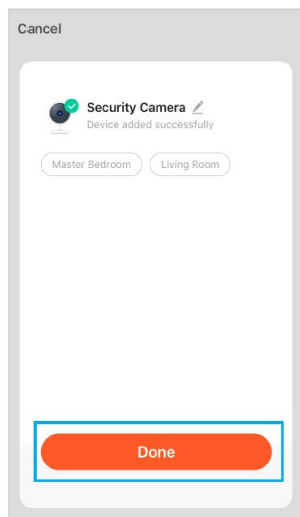 Cancel
Security Camera
Device added successfully
Master Bedroom
Living Room
Done